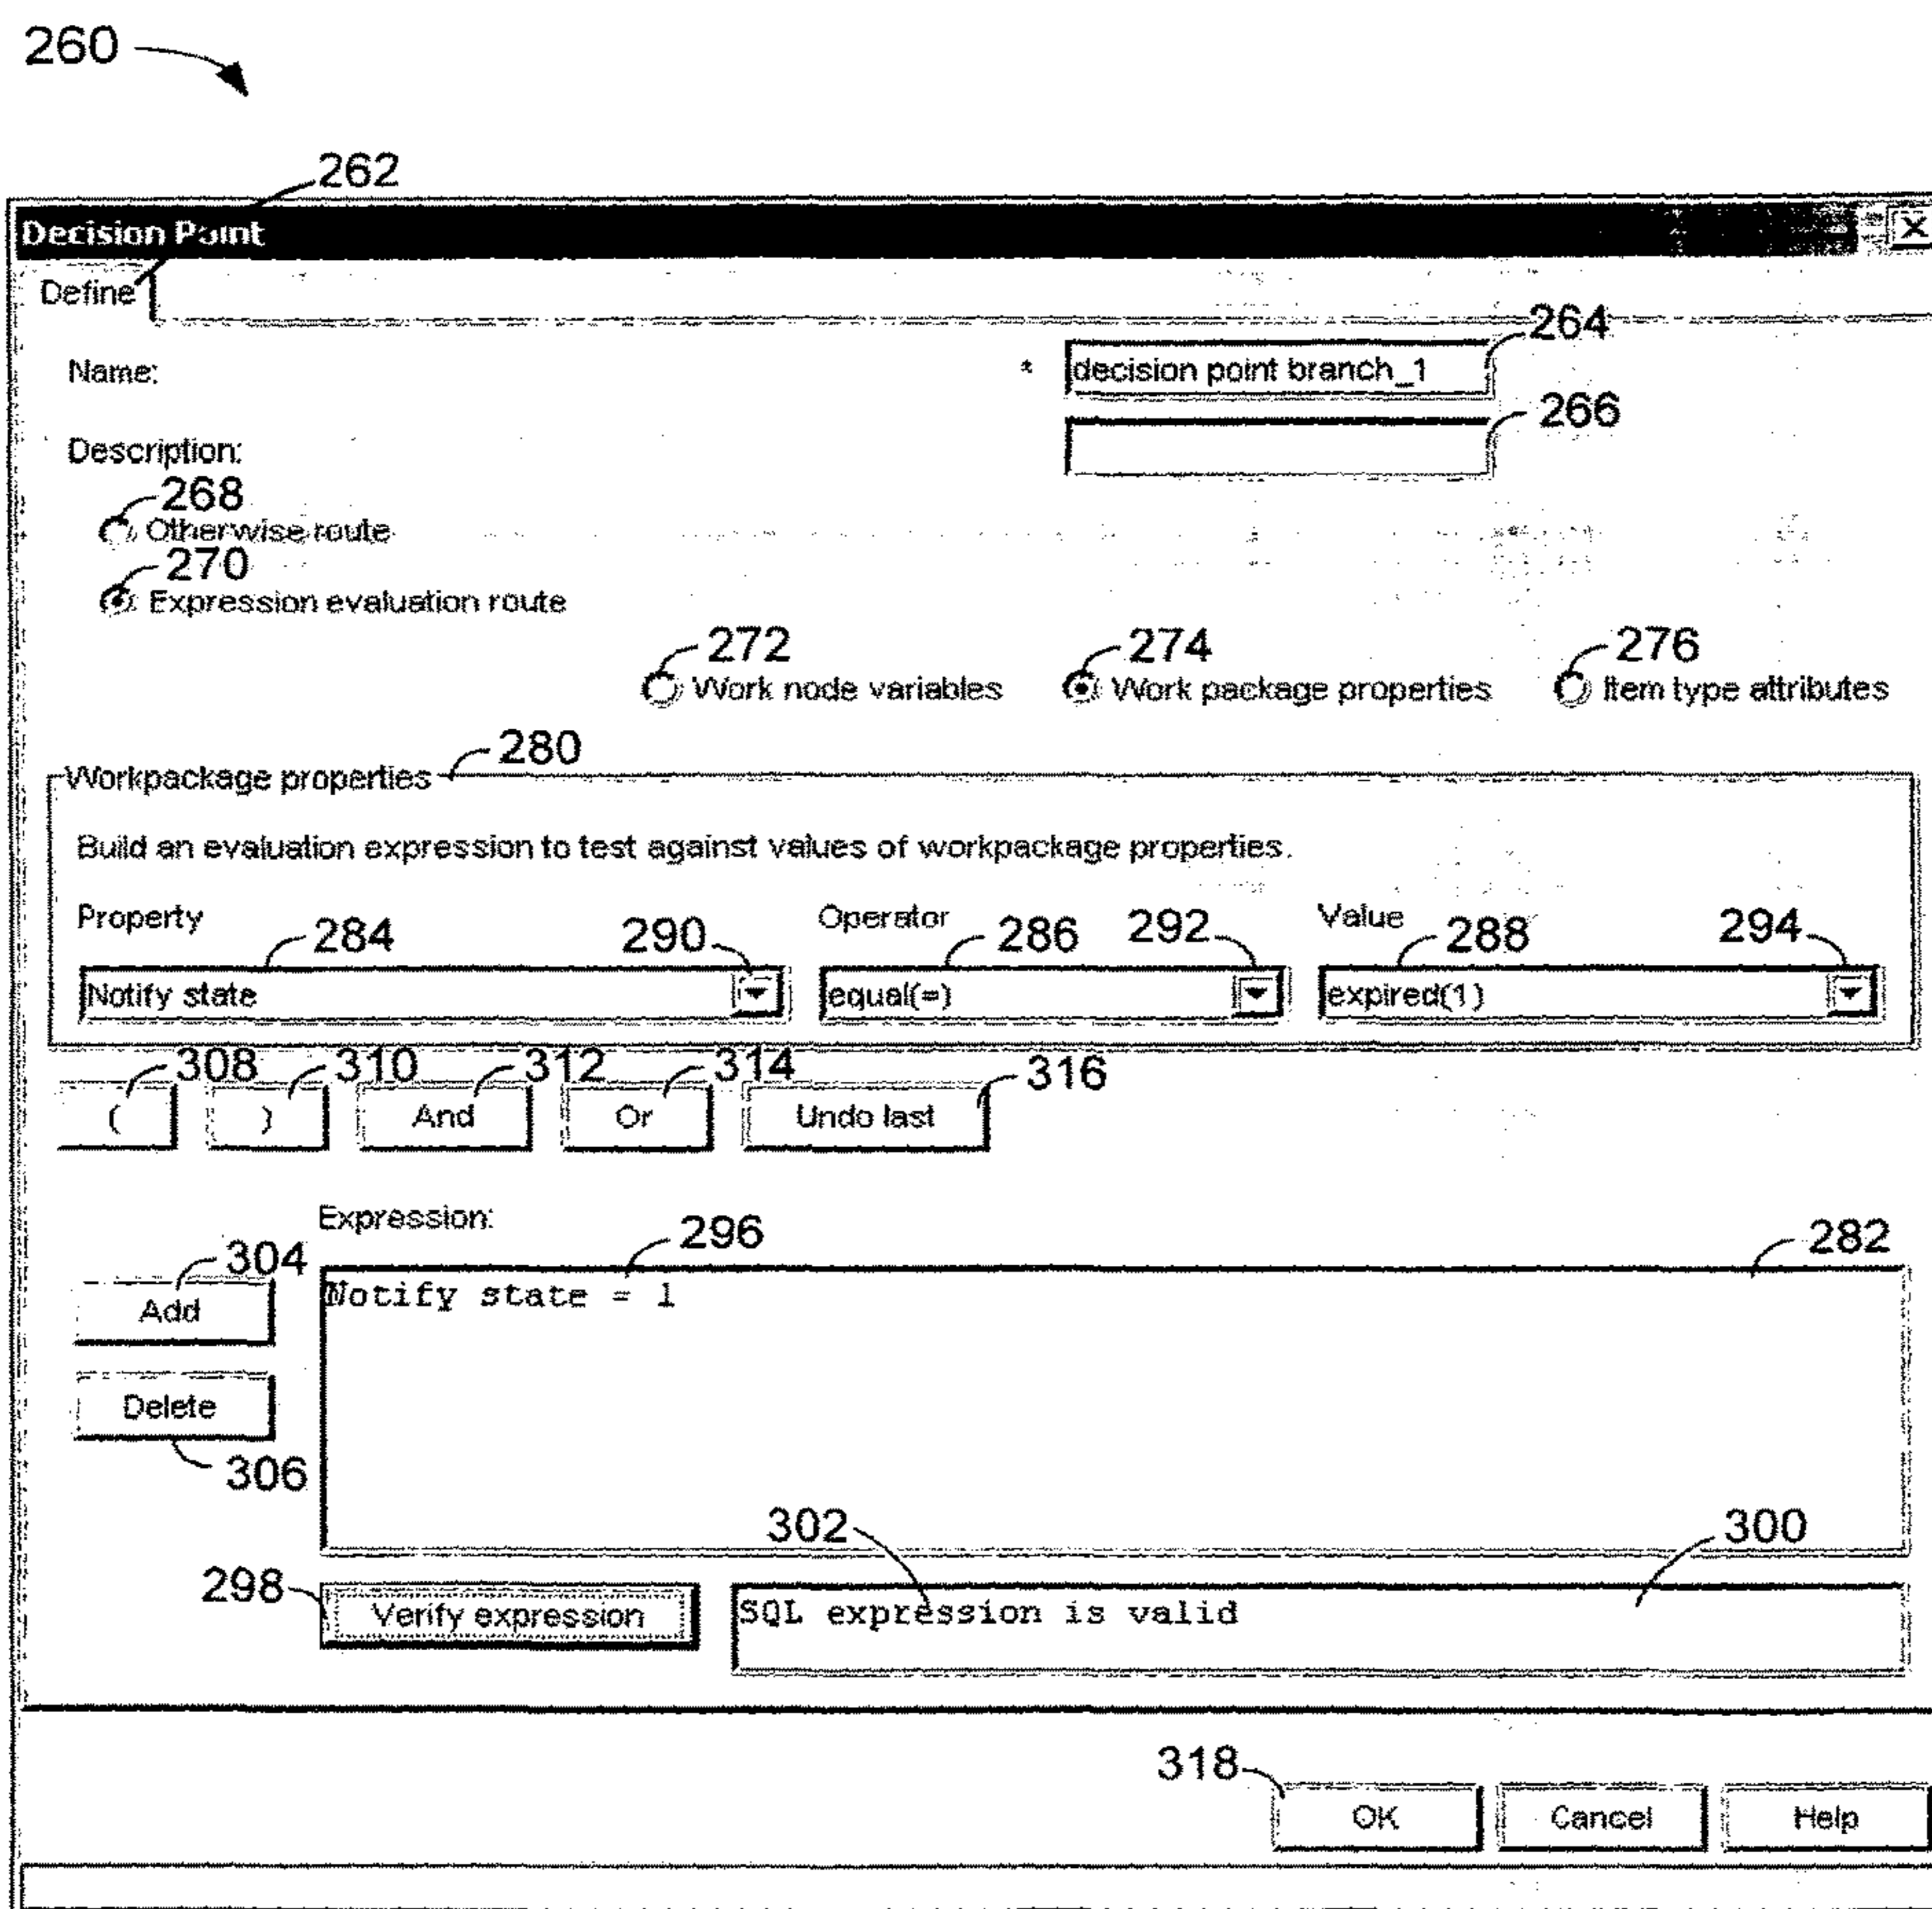 260
262
Decision Point
Define
264
Name: * decision point branch_1
266
Description:
268
Otherwise route
270
Expression evaluation route
272 274 276
Work node variables Work package properties Item type attributes
280
Workpackage properties
Build an evaluation expression to test against values of workpackage properties.
Property Operator Value
284 290 286 292 288 294
Notify state equal(=) expired(1)
308 310 312 314 316
( ) And Or Undo last
Expression:
296 282
304
Notify state = 1
Add
Delete
306
302 300
298
Verify expression SQL expression is valid
318
OK Cancel Help